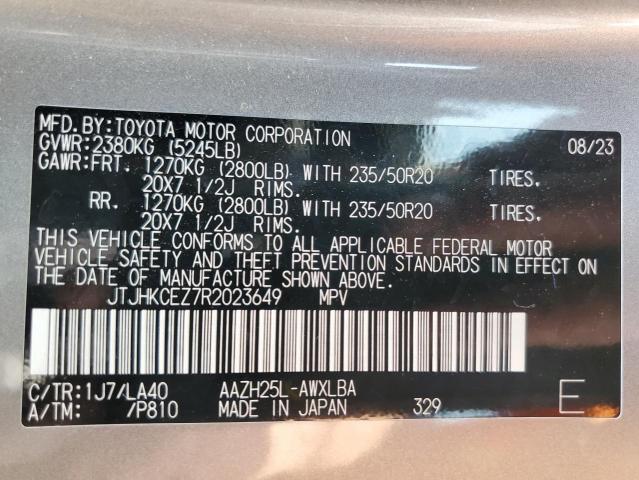 MFD.BY:TOYOTA MOTOR CORPORATION 08/23
GVWR:2380KG (5245LB)
GAWR:FRT. 1270KG (2800LB) WITH 235/50R20 TIRES.
20X7 1/2J RIMS.
RR. 1270KG (2800LB) WITH 235/50R20 TIRES.
20X7 1/2J RIMS.
THIS VEHICLE CONFORMS TO ALL APPLICABLE FEDERAL MOTOR
VEHICLE SAFETY AND THEFT PREVENTION STANDARDS IN EFFECT ON
THE DATE OF MANUFACTURE SHOWN ABOVE.
JTJHKCEZ7R2023649 MPV
C/TR:1J7/LA40 AAZH25L-AWXLBA
A/TM: /P810 MADE IN JAPAN 329 E